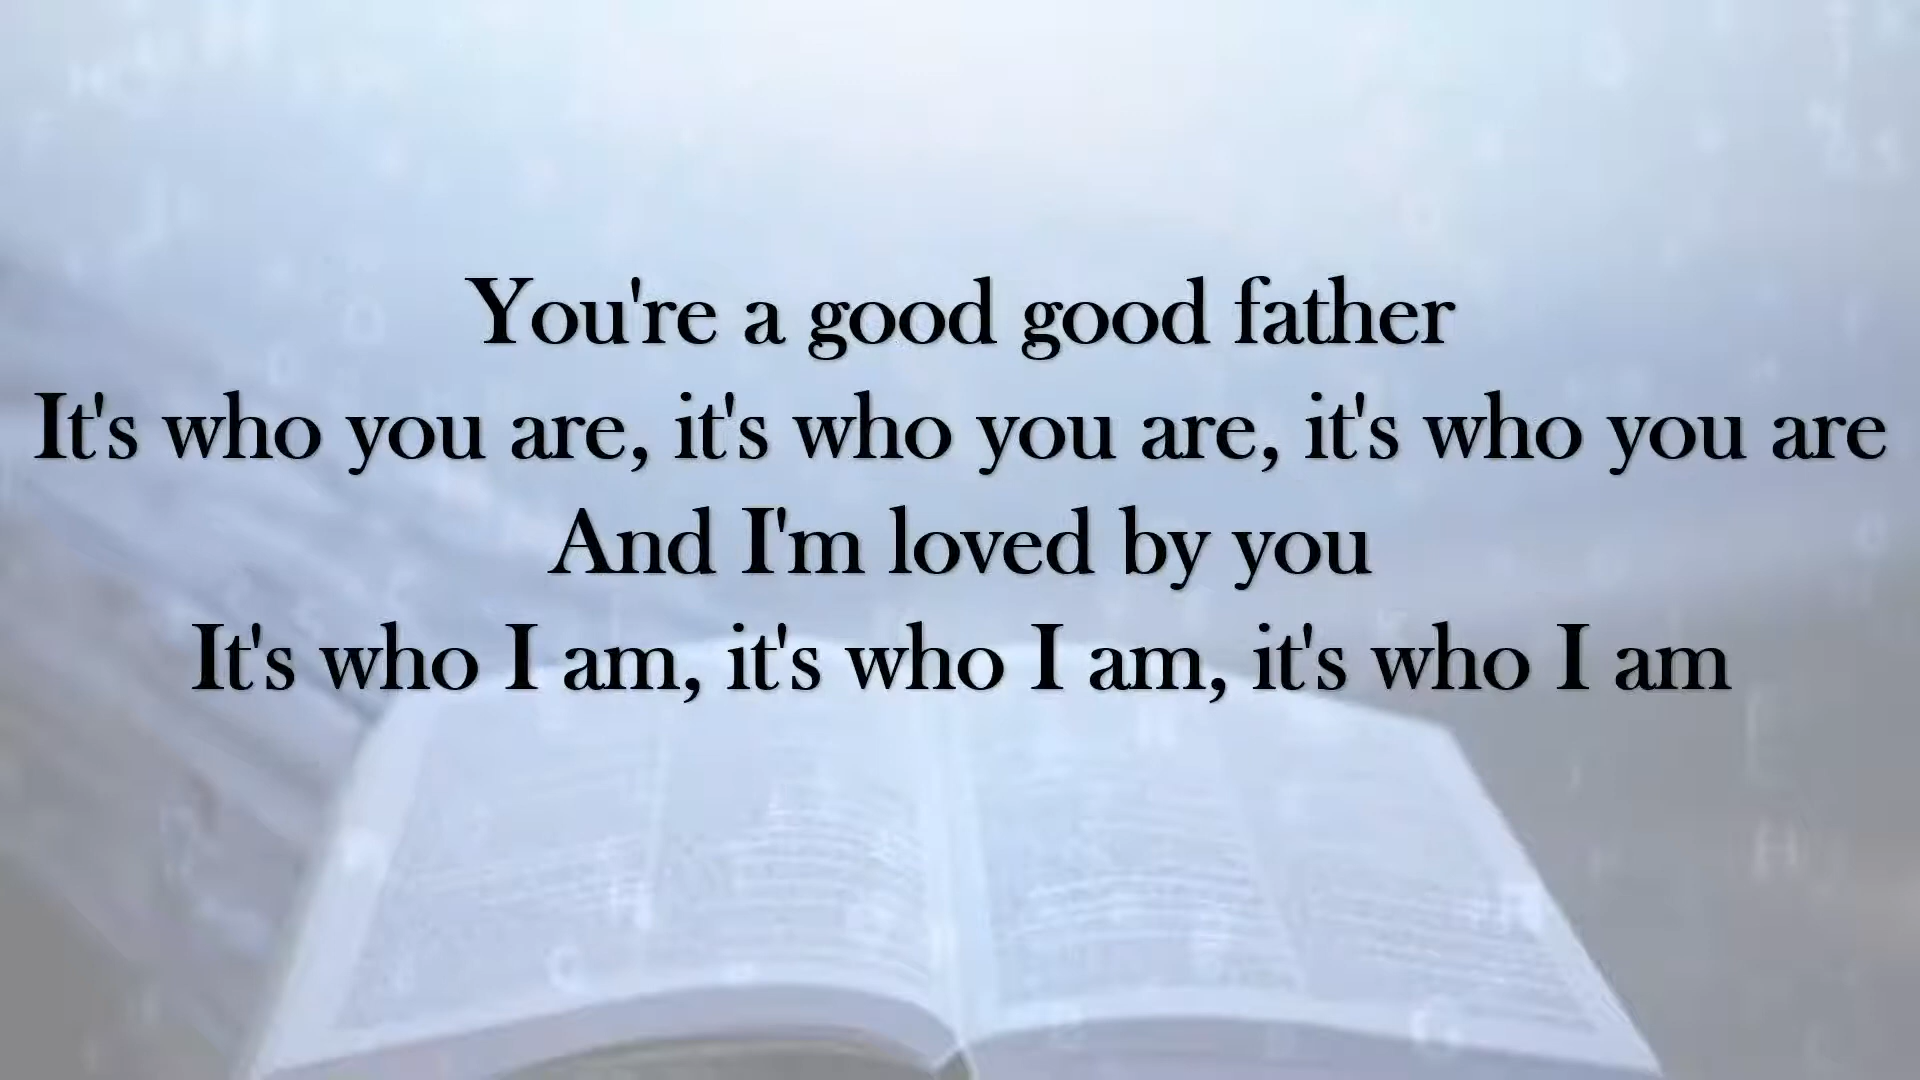 You're a good good father
It's who you are, it's who you are, it's who you are
And I'm loved by you
It's who I am, it's who I am, it's who I am